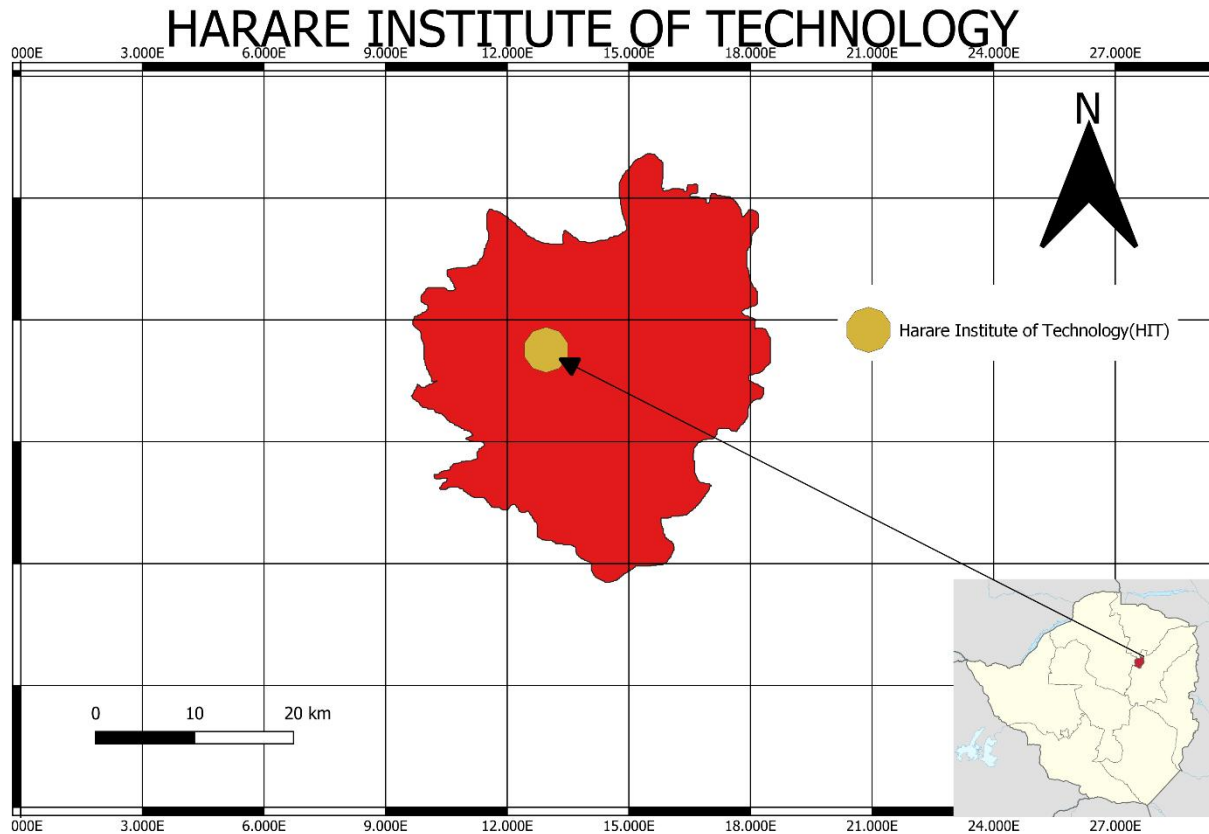 HARARE INSTITUTE OF TECHNOLOGY
000E 3.000E 6.000E 9.000E 12.000E 15.000E 18.000E 21.000E 24.000E 27.000E
N
Harare Institute of Technology(HIT)
0 10 20 km
000E 3.000E 6.000E 9.000E 12.000E 15.000E 18.000E 21.000E 24.000E 27.000E